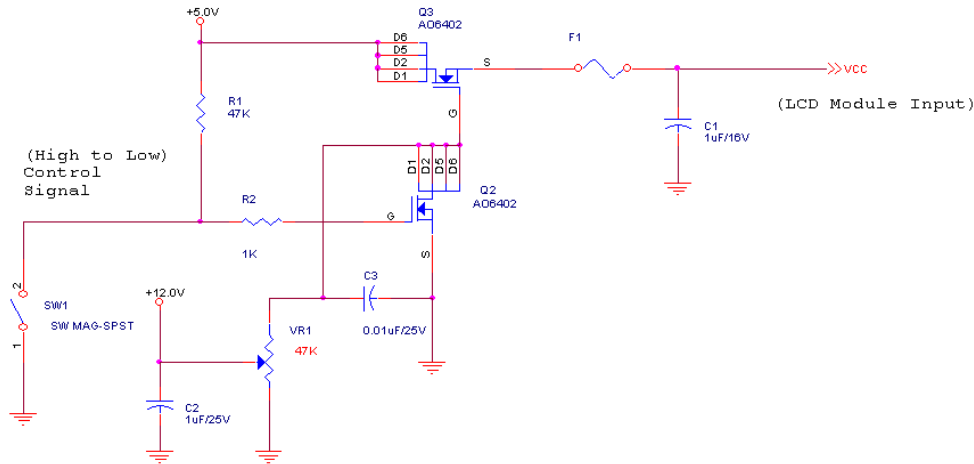 Q3
AO6402
+5.0V
D6
D5
D2
D1
S
G
F1
VCC
(LCD Module Input)
C1
1uF/16V
R1
47K
(High to Low)
Control
Signal
D1
D2
D5
D6
Q2
AO6402
R2
1K
G
S
2
SW1
SW MAG-SPST
1
+12.0V
C3
0.01uF/25V
VR1
47K
C2
1uF/25V